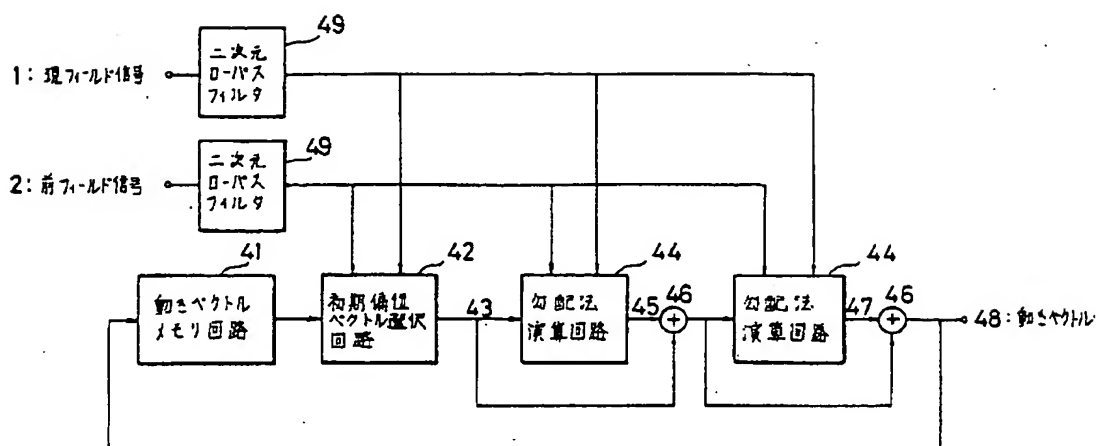 49
二次元
ローパス
フィルタ
1: 現フィールド信号
49
二次元
ローパス
フィルタ
2: 前フィールド信号
41
動きベクトル
メモリ回路
42
初期偏位
ベクトル選択
回路
43
44
勾配法
演算回路
45
46
44
勾配法
演算回路
47
46
48: 動きベクトル